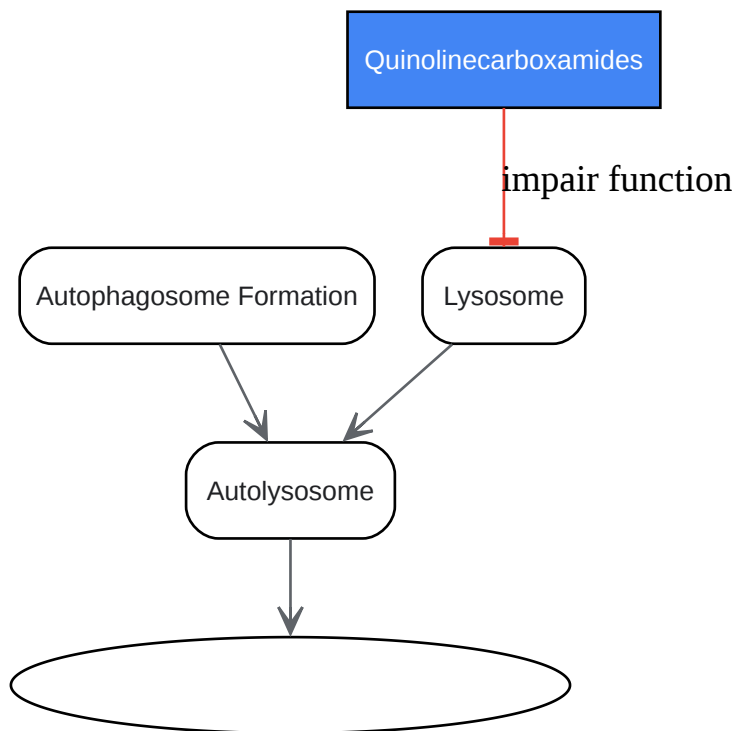 Quinolinecarboxamides
impair function
Autophagosome Formation
Lysosome
Autolysosome